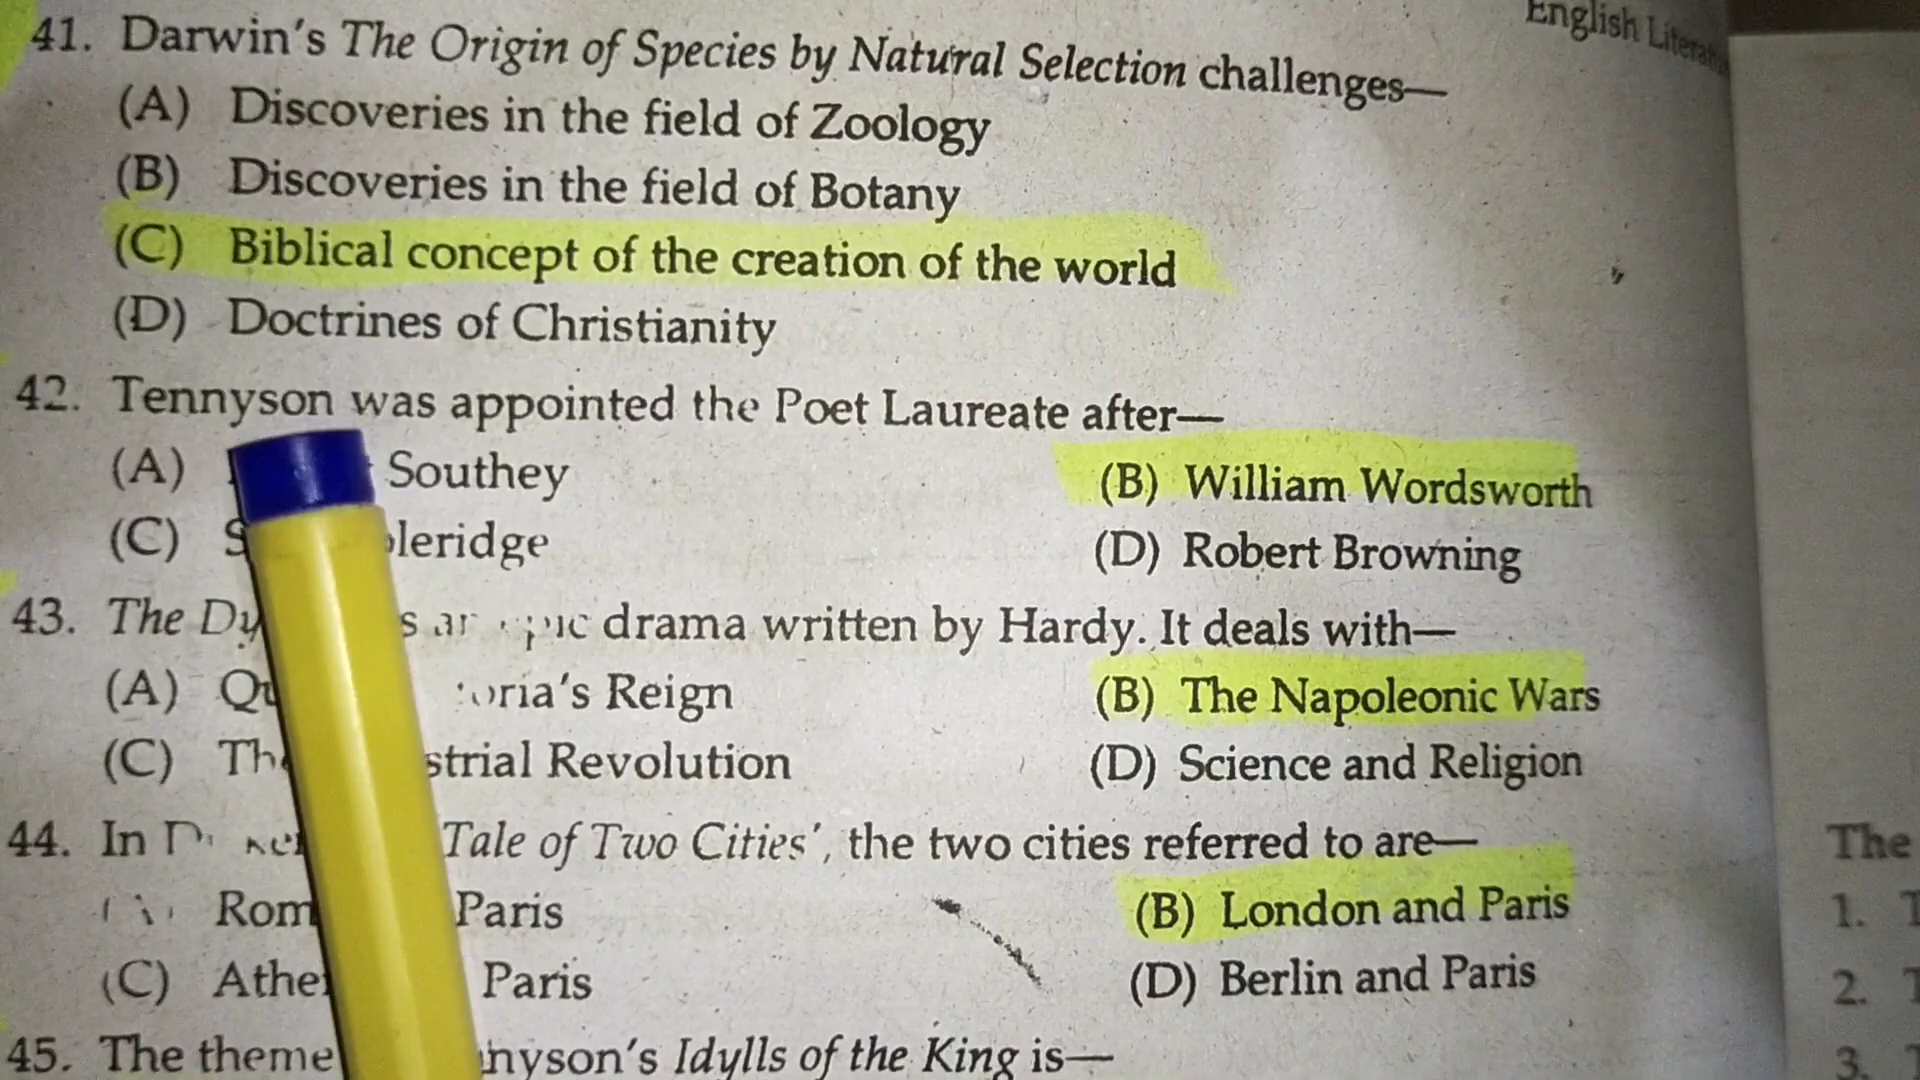 English
41. Darwin's The Origin of Species by Natural Selection challenges—
(A) Discoveries in the field of Zoology
(B) Discoveries in the field of Botany
(C) Biblical concept of the creation of the world
(D) Doctrines of Christianity
42. Tennyson was appointed the Poet Laureate after—
(A) Southey (B) William Wordsworth
(C) (D) Robert Browning
43. The drama written by Hardy. It deals with—
(A) Reign (B) The Napoleonic Wars
(C) Revolution (D) Science and Religion
44. In Tale of Two Cities', the two cities referred to are—
Paris (B) London and Paris
(C) Paris (D) Berlin and Paris
45. The theme Idylls of the King is—
The
1.
2.
3.